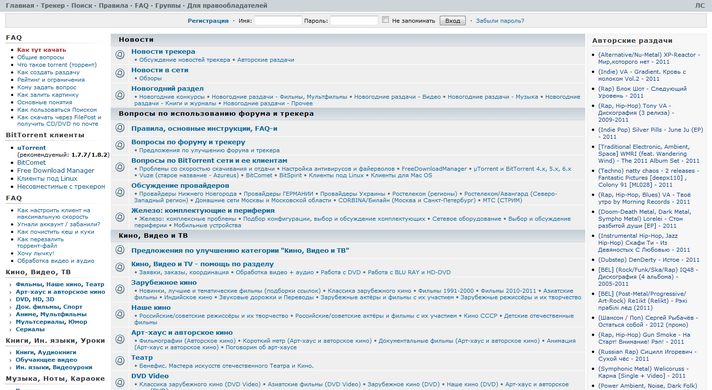 Главная · Трекер · Поиск · Правила · FAQ · Группы · Для правообладателей
ЛС
Регистрация · Имя: Пароль: Не запоминать Вход · Забыли пароль?
FAQ
Как тут качать
Общие вопросы
Что такое torrent (торрент)
Как создать раздачу
Рейтинг и ограничения
Кому задать вопрос
Как залить картинку
Основные понятия
Как пользоваться Поиском
Как скачать через FilePost и
получить CD/DVD по почте
BitTorrent клиенты
uTorrent
(рекомендуемый: 1.7.7/1.8.2)
BitComet
Free Download Manager
Клиенты под Linux
Несовместимые с трекером
FAQ
Как настроить клиент на
максимальную скорость
Угнали аккаунт / забанили?
Как почистить кеш и куки
Как перезалить
торрент-файл
Хочу лычку!
Обработка видео и аудио
Кино, Видео, ТВ
Фильмы, Наше кино, Театр
Арт-хаус и авторское кино
DVD, HD, 3D
Док. фильмы, Спорт
Аниме, Мультфильмы
Мультсериалы, Юмор
Сериалы
Книги, Ин. языки, Уроки
Книги, Аудиокниги
Обучающее видео
Ин. языки, Видеоуроки
Музыка, Ноты, Караоке
Новости
Новости трекера
• Обсуждение новостей трекера • Авторские раздачи
Новости в сети
• Обзоры
Новогодний раздел
• Новогодние конкурсы • Новогодние раздачи - Фильмы, Мультфильмы • Новогодние раздачи - Видео • Новогодние раздачи - Музыка • Новогодние
раздачи - Книги и журналы • Новогодние раздачи - Прочее
Вопросы по использованию форума и трекера
Правила, основные инструкции, FAQ-и
Вопросы по форуму и трекеру
• Предложения по улучшению форума и трекера
Вопросы по BitTorrent сети и ее клиентам
• Проблемы со скоростью скачивания и отдачи • Настройка антивирусов и файерволов • FreeDownloadManager • µTorrent и BitTorrent 4.x, 5.x, 6.x
• Vuze (старое название - Azureus) • BitComet • BitSpirit • Клиенты под Linux • Клиенты для Mac OS
Обсуждение провайдеров
• Провайдеры Нижнего Новгорода • Провайдеры ГЕРМАНИИ • Провайдеры Украины • Ростелеком (регионы) • Ростелеком/Авангард (Северо-
Западный регион) • Домашние сети Москвы и Московской области • CORBINA/Билайн (Москва и Санкт-Петербург) • МТС (СТРИМ)
Железо: комплектующие и периферия
• Железо: комплексные проблемы • Подбор конфигурации, выбор и обсуждение комплектующих • Сетевое оборудование • Выбор и обсуждение
периферии • Мобильные устройства
Кино, Видео и ТВ
Предложения по улучшению категории "Кино, Видео и ТВ"
Кино, Видео и TV - помощь по разделу
• Заявки, заказы, координация • Обработка видео + аудио • Работа с DVD • Работа с BLU RAY и HD-DVD
Зарубежное кино
• Новинки, лучшие и тематические фильмы (подборки ссылок) • Классика зарубежного кино • Фильмы 1991-2000 • Фильмы 2010-2011 • Азиатские
фильмы • Индийское кино • Звуковые дорожки и Переводы • Зарубежные актёры и фильмы с их участием • Зарубежные режиссёры и их творчество
Наше кино
• Российские/советские режиссёры и их творчество • Российские/советские актеры и фильмы с их участием • Кино СССР • Детские отечественные
фильмы
Арт-хаус и авторское кино
• Фильмографии (Авторское кино) • Короткий метр (Арт-хаус и авторское кино) • Документальные фильмы (Арт-хаус и авторское кино) • Анимация
(Арт-хаус и авторское кино) • Поговорим об арт-хаусе
Театр
• Бенефис. Мастера искусств отечественного Театра и Кино.
DVD Video
• Классика зарубежного кино (DVD Video) • Азиатские фильмы (DVD Video) • Зарубежное кино (DVD) • Наше кино (DVD) • Арт-хаус и авторское
Авторские раздачи
(Alternative/Nu-Metal) XP-Reactor -
Мир,которого нет - 2011
(Indie) VA - Gradient. Кровь с
молоком Vol.2 - 2011
(Rap) Блок Шот - Следующий
Уровень - 2011
(Rap, Hip-Hop) Tony VA -
Дискография (3 релиза) -
2009-2011
(Indie Pop) Silver Pills - June 3q (EP)
- 2011
(Traditional Electronic, Ambient,
Space) WMRI (feat. Wandering
Wind) - The 2011 Album Set - 2011
(Techno) natty chaos - 2 releases -
Fantastic Pictures [deepx110] ,
Colony 91 [ML028] - 2011
(Rap, Hip-Hop, Blues) VA - Твоё
утро by Morning Records - 2011
(Doom-Death Metal, Dark Metal,
Sympho Metal) Lorelei - Стон
разбитой души [EP] - 2011
(Instrumental Hip-Hop, Jazz
Hip-Hop) Скафи Ти - Из
Девяностых С Любовью - 2011
(Dubstep) DenDerty - Истое - 2011
[BEL] (Rock/Funk/Ska/Rap) IQ48 -
Дискография (4 альбома) -
2005-2011
[BEL] (Post-Metal/Progressive/
Art-Rock) Re1ikt (Relikt) - Рэкі
прабілі лёд (2011)
(Шансон / Поп) Сергей Рыбачёв -
Остаться собой - 2012 (промо)
(Rap, Hip-Hop) Gun Smoke - На
Старт! Внимание! Рэп! - 2011
(Russian Rap) Сицилл Игоревич -
Сухой чёс - 2011
(Symphonic Metal) Welicoruss -
Kharna [Single + Video] - 2011
(Power Ambient, Noise, Dark Folk)